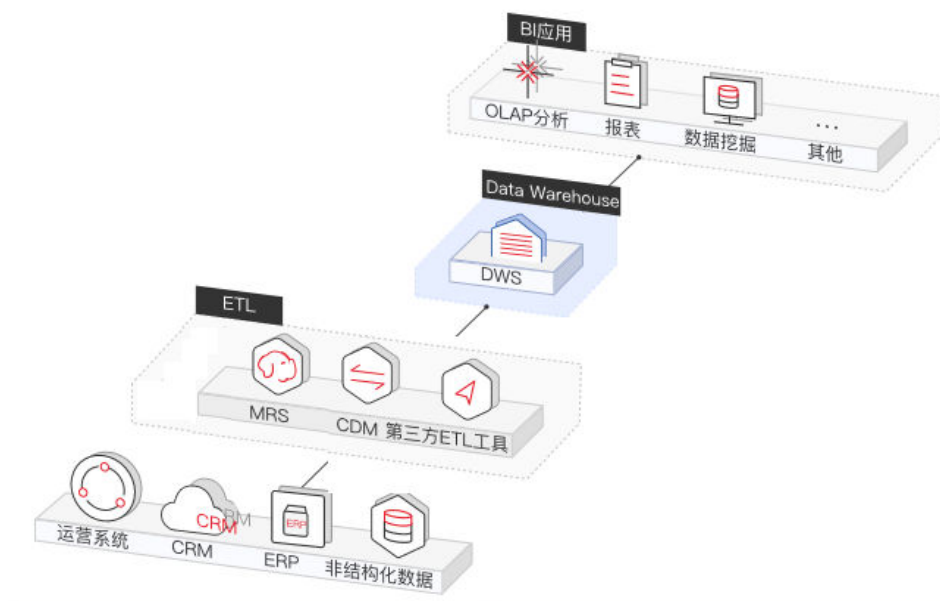 BI应用
OLAP分析
报表
数据挖掘
...
其他
Data Warehouse
DWS
ETL
MRS
CDM
第三方ETL工具
CRM
RM
ERP
运营系统
CRM
ERP
非结构化数据